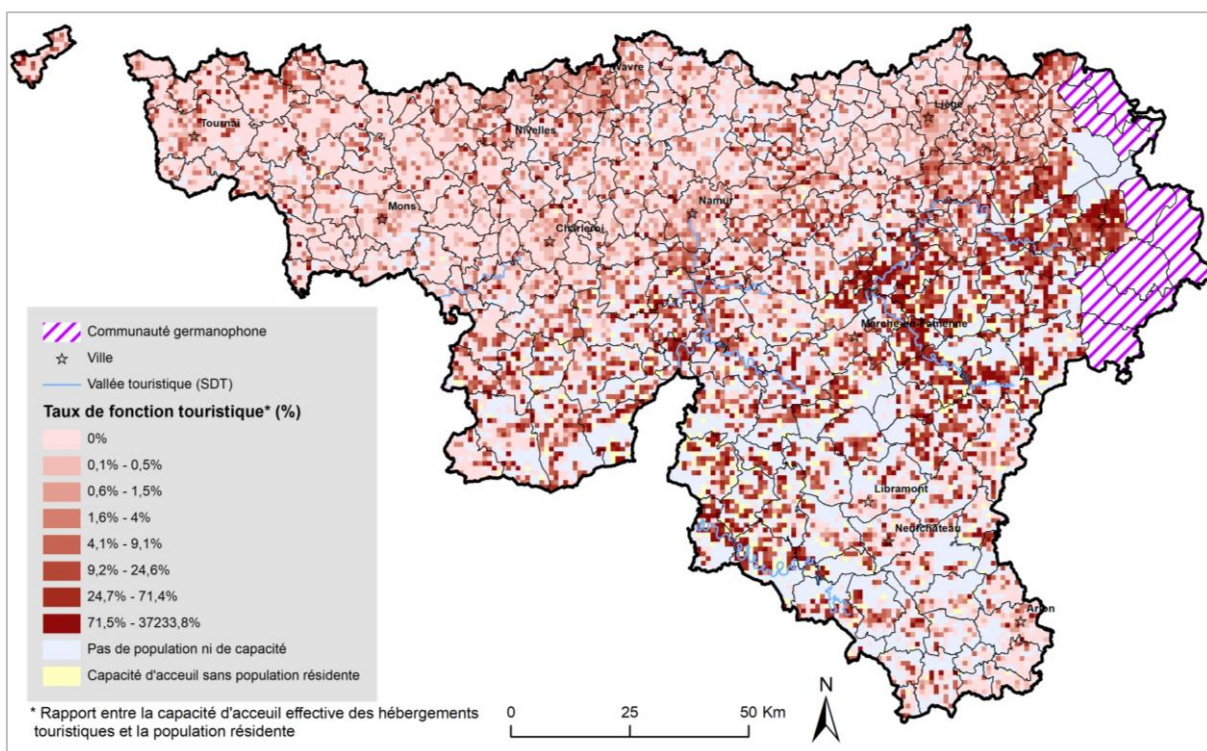 Wavre
Liège
Tournai
Nivelles
Namur
Mons
Charleroi
Marche-en-Famenne
Libramont
Neufchâteau
Arlon
Communauté germanophone
Ville
Vallée touristique (SDT)
Taux de fonction touristique* (%)
0%
0,1% - 0,5%
0,6% - 1,5%
1,6% - 4%
4,1% - 9,1%
9,2% - 24,6%
24,7% - 71,4%
71,5% - 37233,8%
Pas de population ni de capacité
Capacité d'acceuil sans population résidente
* Rapport entre la capacité d'acceuil effective des hébergements
touristiques et la population résidente
0 25 50 Km
N